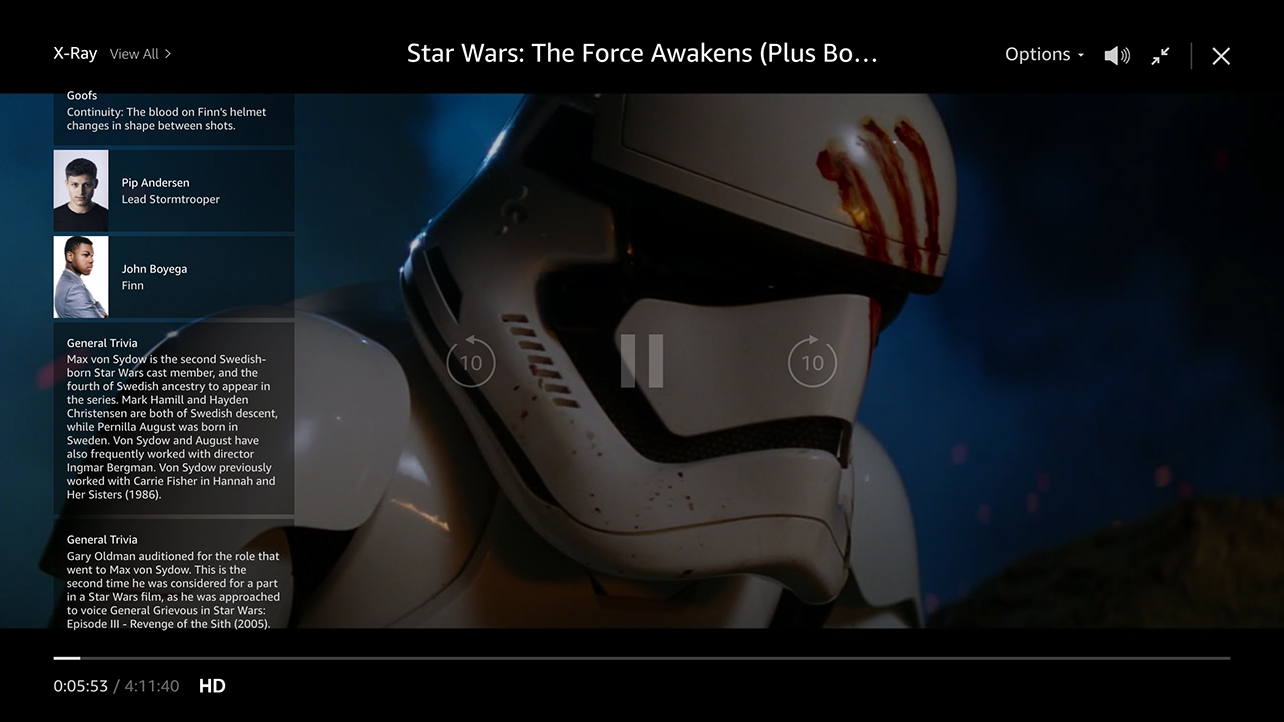 X-Ray View All >
Star Wars: The Force Awakens (Plus Bo...
Options
Goofs
Continuity: The blood on Finn's helmet
changes in shape between shots.
Pip Andersen
Lead Stormtrooper
John Boyega
Finn
General Trivia
Max von Sydow is the second Swedish-
born Star Wars cast member, and the
fourth of Swedish ancestry to appear in
the series. Mark Hamill and Hayden
Christensen are both of Swedish descent,
while Pernilla August was born in
Sweden. Von Sydow and August have
also frequently worked with director
Ingmar Bergman. Von Sydow previously
worked with Carrie Fisher in Hannah and
Her Sisters (1986).
10
10
General Trivia
Gary Oldman auditioned for the role that
went to Max von Sydow. This is the
second time he was considered for a part
in a Star Wars film, as he was approached
to voice General Grievous in Star Wars:
Episode III - Revenge of the Sith (2005).
0:05:53 / 4:11:40 HD